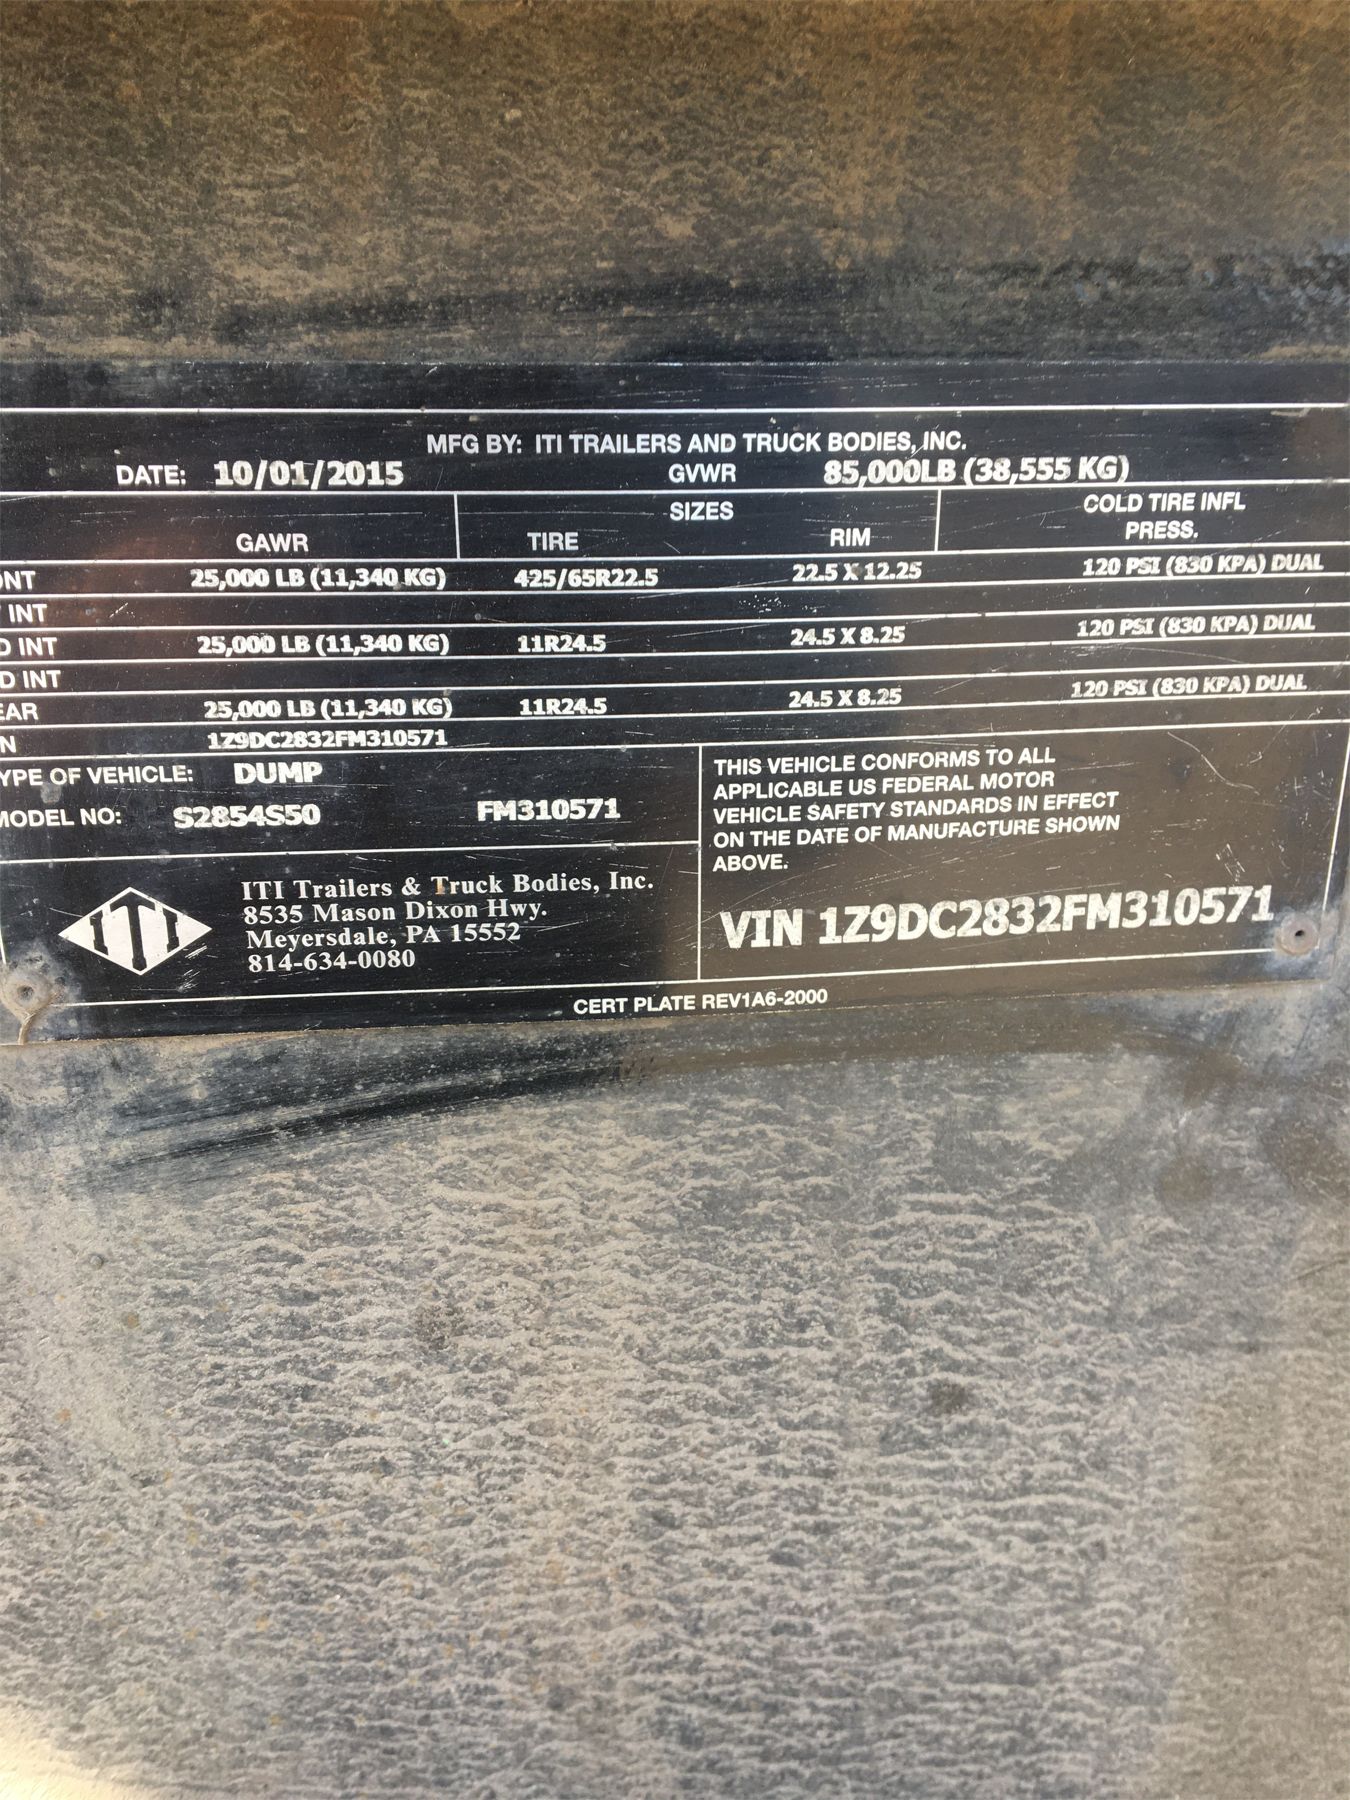 MFG BY: ITI TRAILERS AND TRUCK BODIES, INC.
DATE: 10/01/2015 GVWR 85,000LB (38,555 KG)
SIZES
GAWR TIRE RIM COLD TIRE INFL PRESS.
ONT 25,000 LB (11,340 KG) 425/65R22.5 22.5 X 12.25 120 PSI (830 KPA) DUAL
INT
D INT 25,000 LB (11,340 KG) 11R24.5 24.5 X 8.25 120 PSI (830 KPA) DUAL
D INT
EAR 25,000 LB (11,340 KG) 11R24.5 24.5 X 8.25 120 PSI (830 KPA) DUAL
N 1Z9DC2832FM310571
YPE OF VEHICLE: DUMP
MODEL NO: S2854S50 FM310571
THIS VEHICLE CONFORMS TO ALL
APPLICABLE US FEDERAL MOTOR
VEHICLE SAFETY STANDARDS IN EFFECT
ON THE DATE OF MANUFACTURE SHOWN
ABOVE.
VIN 1Z9DC2832FM310571
ITI
ITI Trailers & Truck Bodies, Inc.
8535 Mason Dixon Hwy.
Meyersdale, PA 15552
814-634-0080
CERT PLATE REV1A6-2000